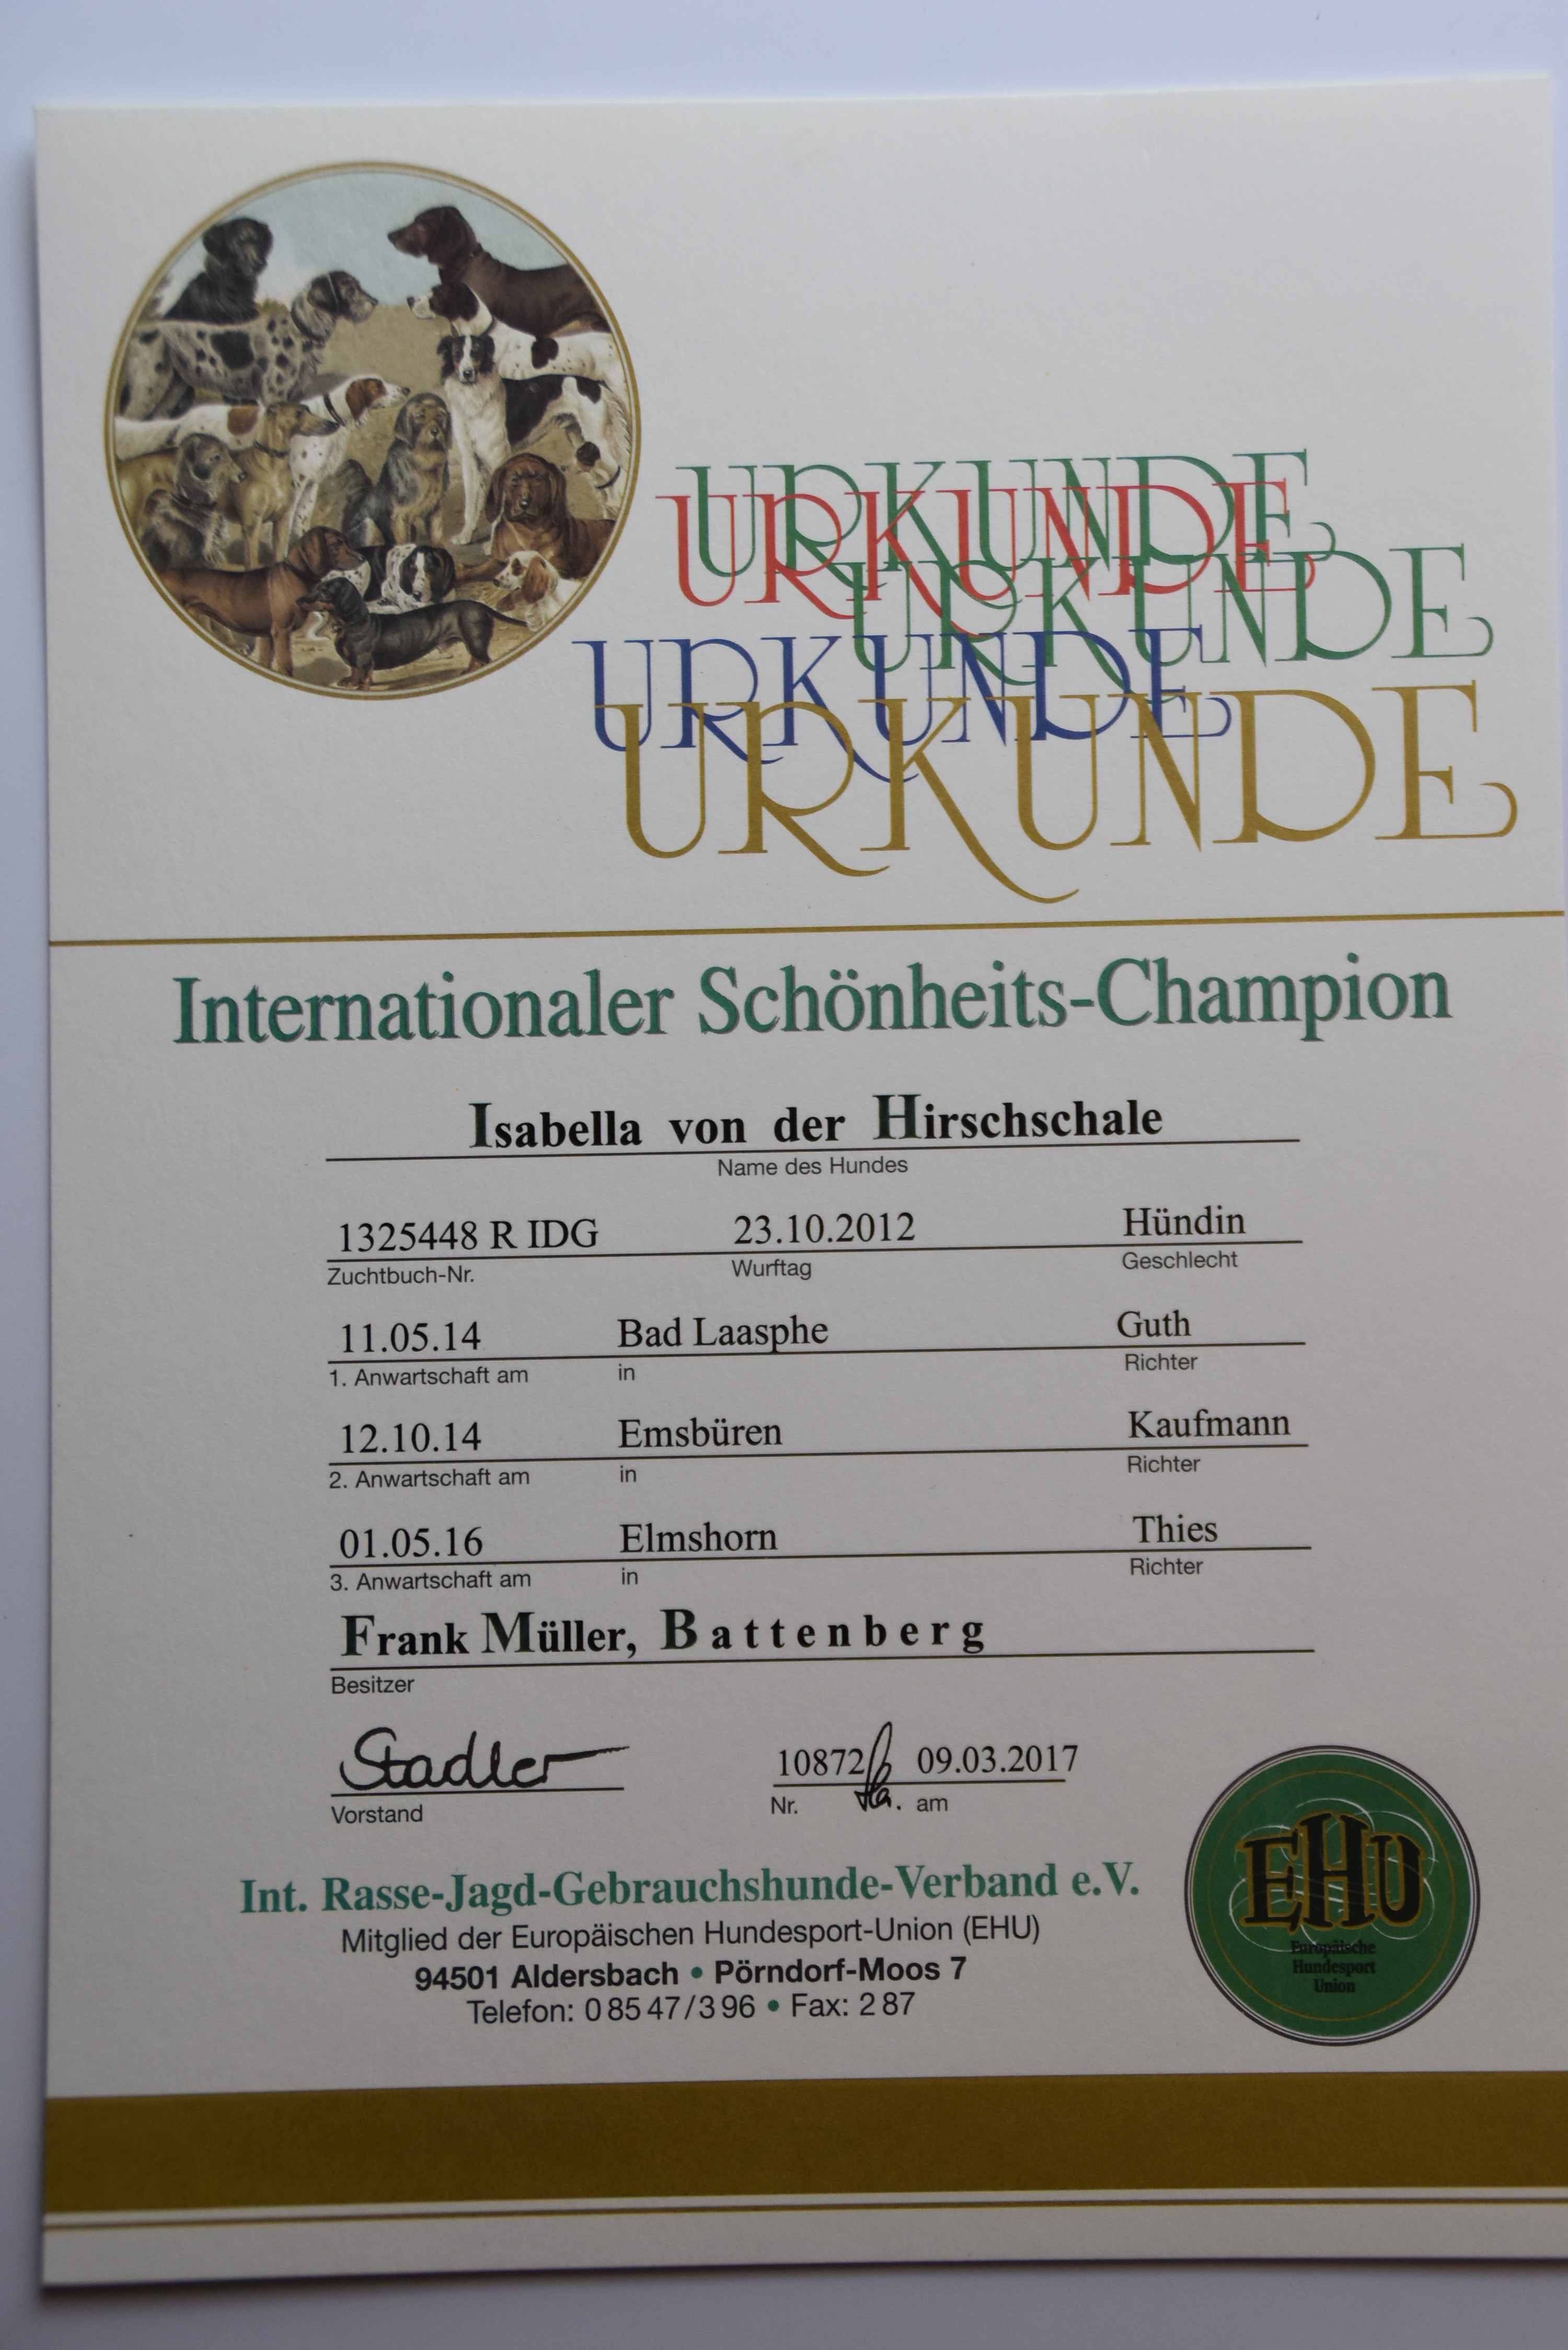 URKUNDE
URKUNDE
URKUNDE
URKUNDE
URKUNDE
Internationaler Schönheits-Champion
Isabella von der Hirschschale
Name des Hundes
1325448 R IDG 23.10.2012 Hündin
Zuchtbuch-Nr. Wurftag Geschlecht
11.05.14 Bad Laasphe Guth
1. Anwartschaft am in Richter
12.10.14 Emsbüren Kaufmann
2. Anwartschaft am in Richter
01.05.16 Elmshorn Thies
3. Anwartschaft am in Richter
Frank Müller, Battenberg
Besitzer
Stadler 10872 09.03.2017
Vorstand Nr. am
Int. Rasse-Jagd-Gebrauchshunde-Verband e.V.
Mitglied der Europäischen Hundesport-Union (EHU)
94501 Aldersbach • Pörndorf-Moos 7
Telefon: 0 85 47/3 96 • Fax: 2 87
EHU
Europäische
Hundesport
Union